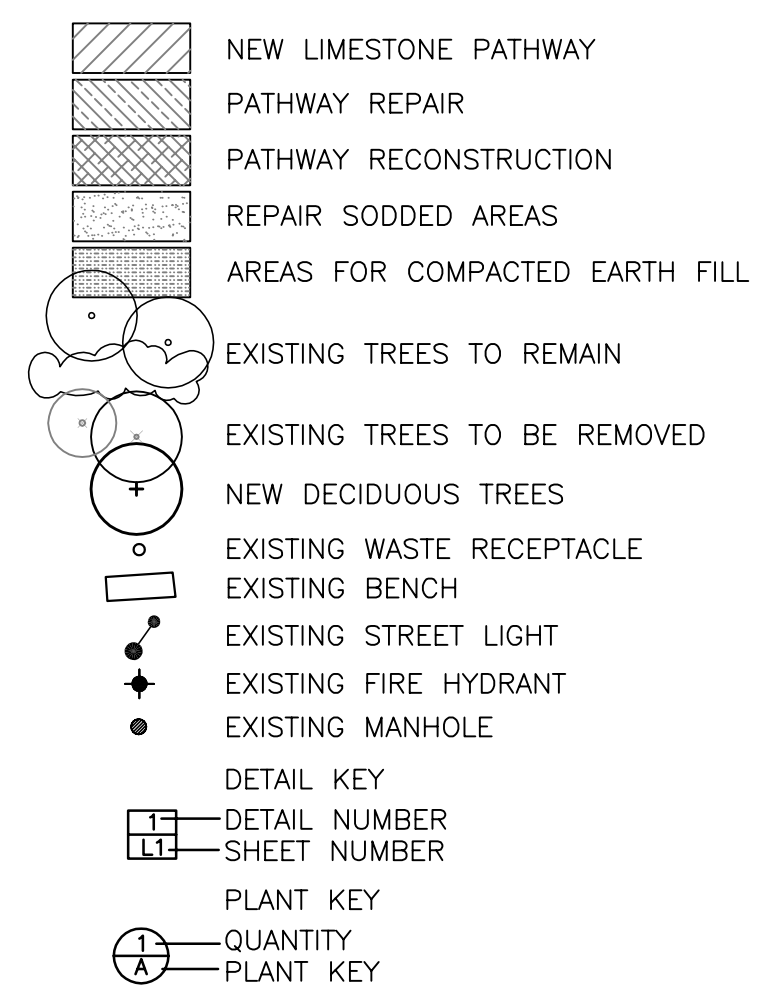 NEW LIMESTONE PATHWAY
PATHWAY REPAIR
PATHWAY RECONSTRUCTION
REPAIR SODDED AREAS
AREAS FOR COMPACTED EARTH FILL
EXISTING TREES TO REMAIN
EXISTING TREES TO BE REMOVED
NEW DECIDUOUS TREES
EXISTING WASTE RECEPTACLE
EXISTING BENCH
EXISTING STREET LIGHT
EXISTING FIRE HYDRANT
EXISTING MANHOLE
DETAIL KEY
1 DETAIL NUMBER
L1 SHEET NUMBER
PLANT KEY
1 QUANTITY
A PLANT KEY